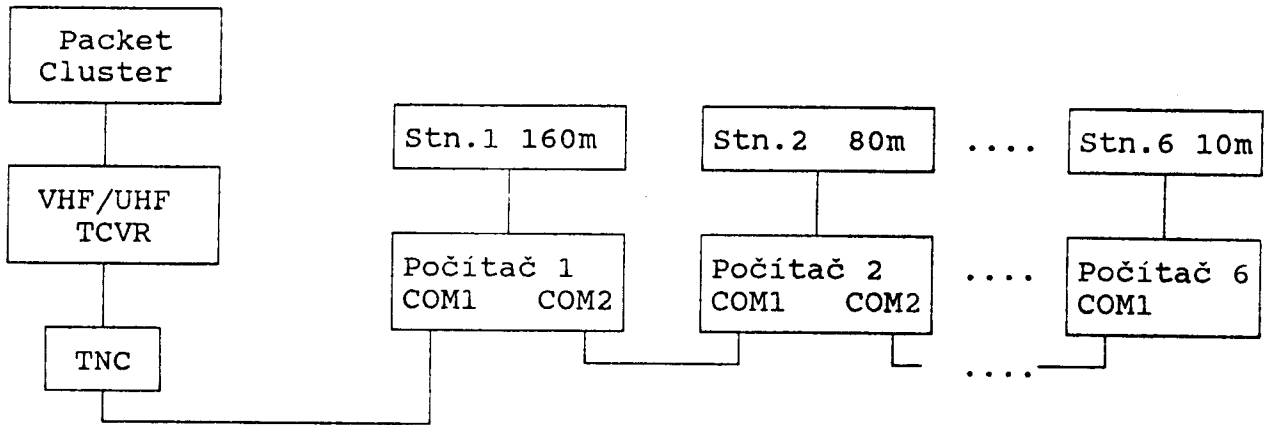 Packet
Cluster
VHF/UHF
TCVR
TNC
Stn.1 160m
Stn.2 80m
....
Stn.6 10m
Počítač 1
COM1 COM2
Počítač 2
COM1 COM2
....
Počítač 6
COM1
....